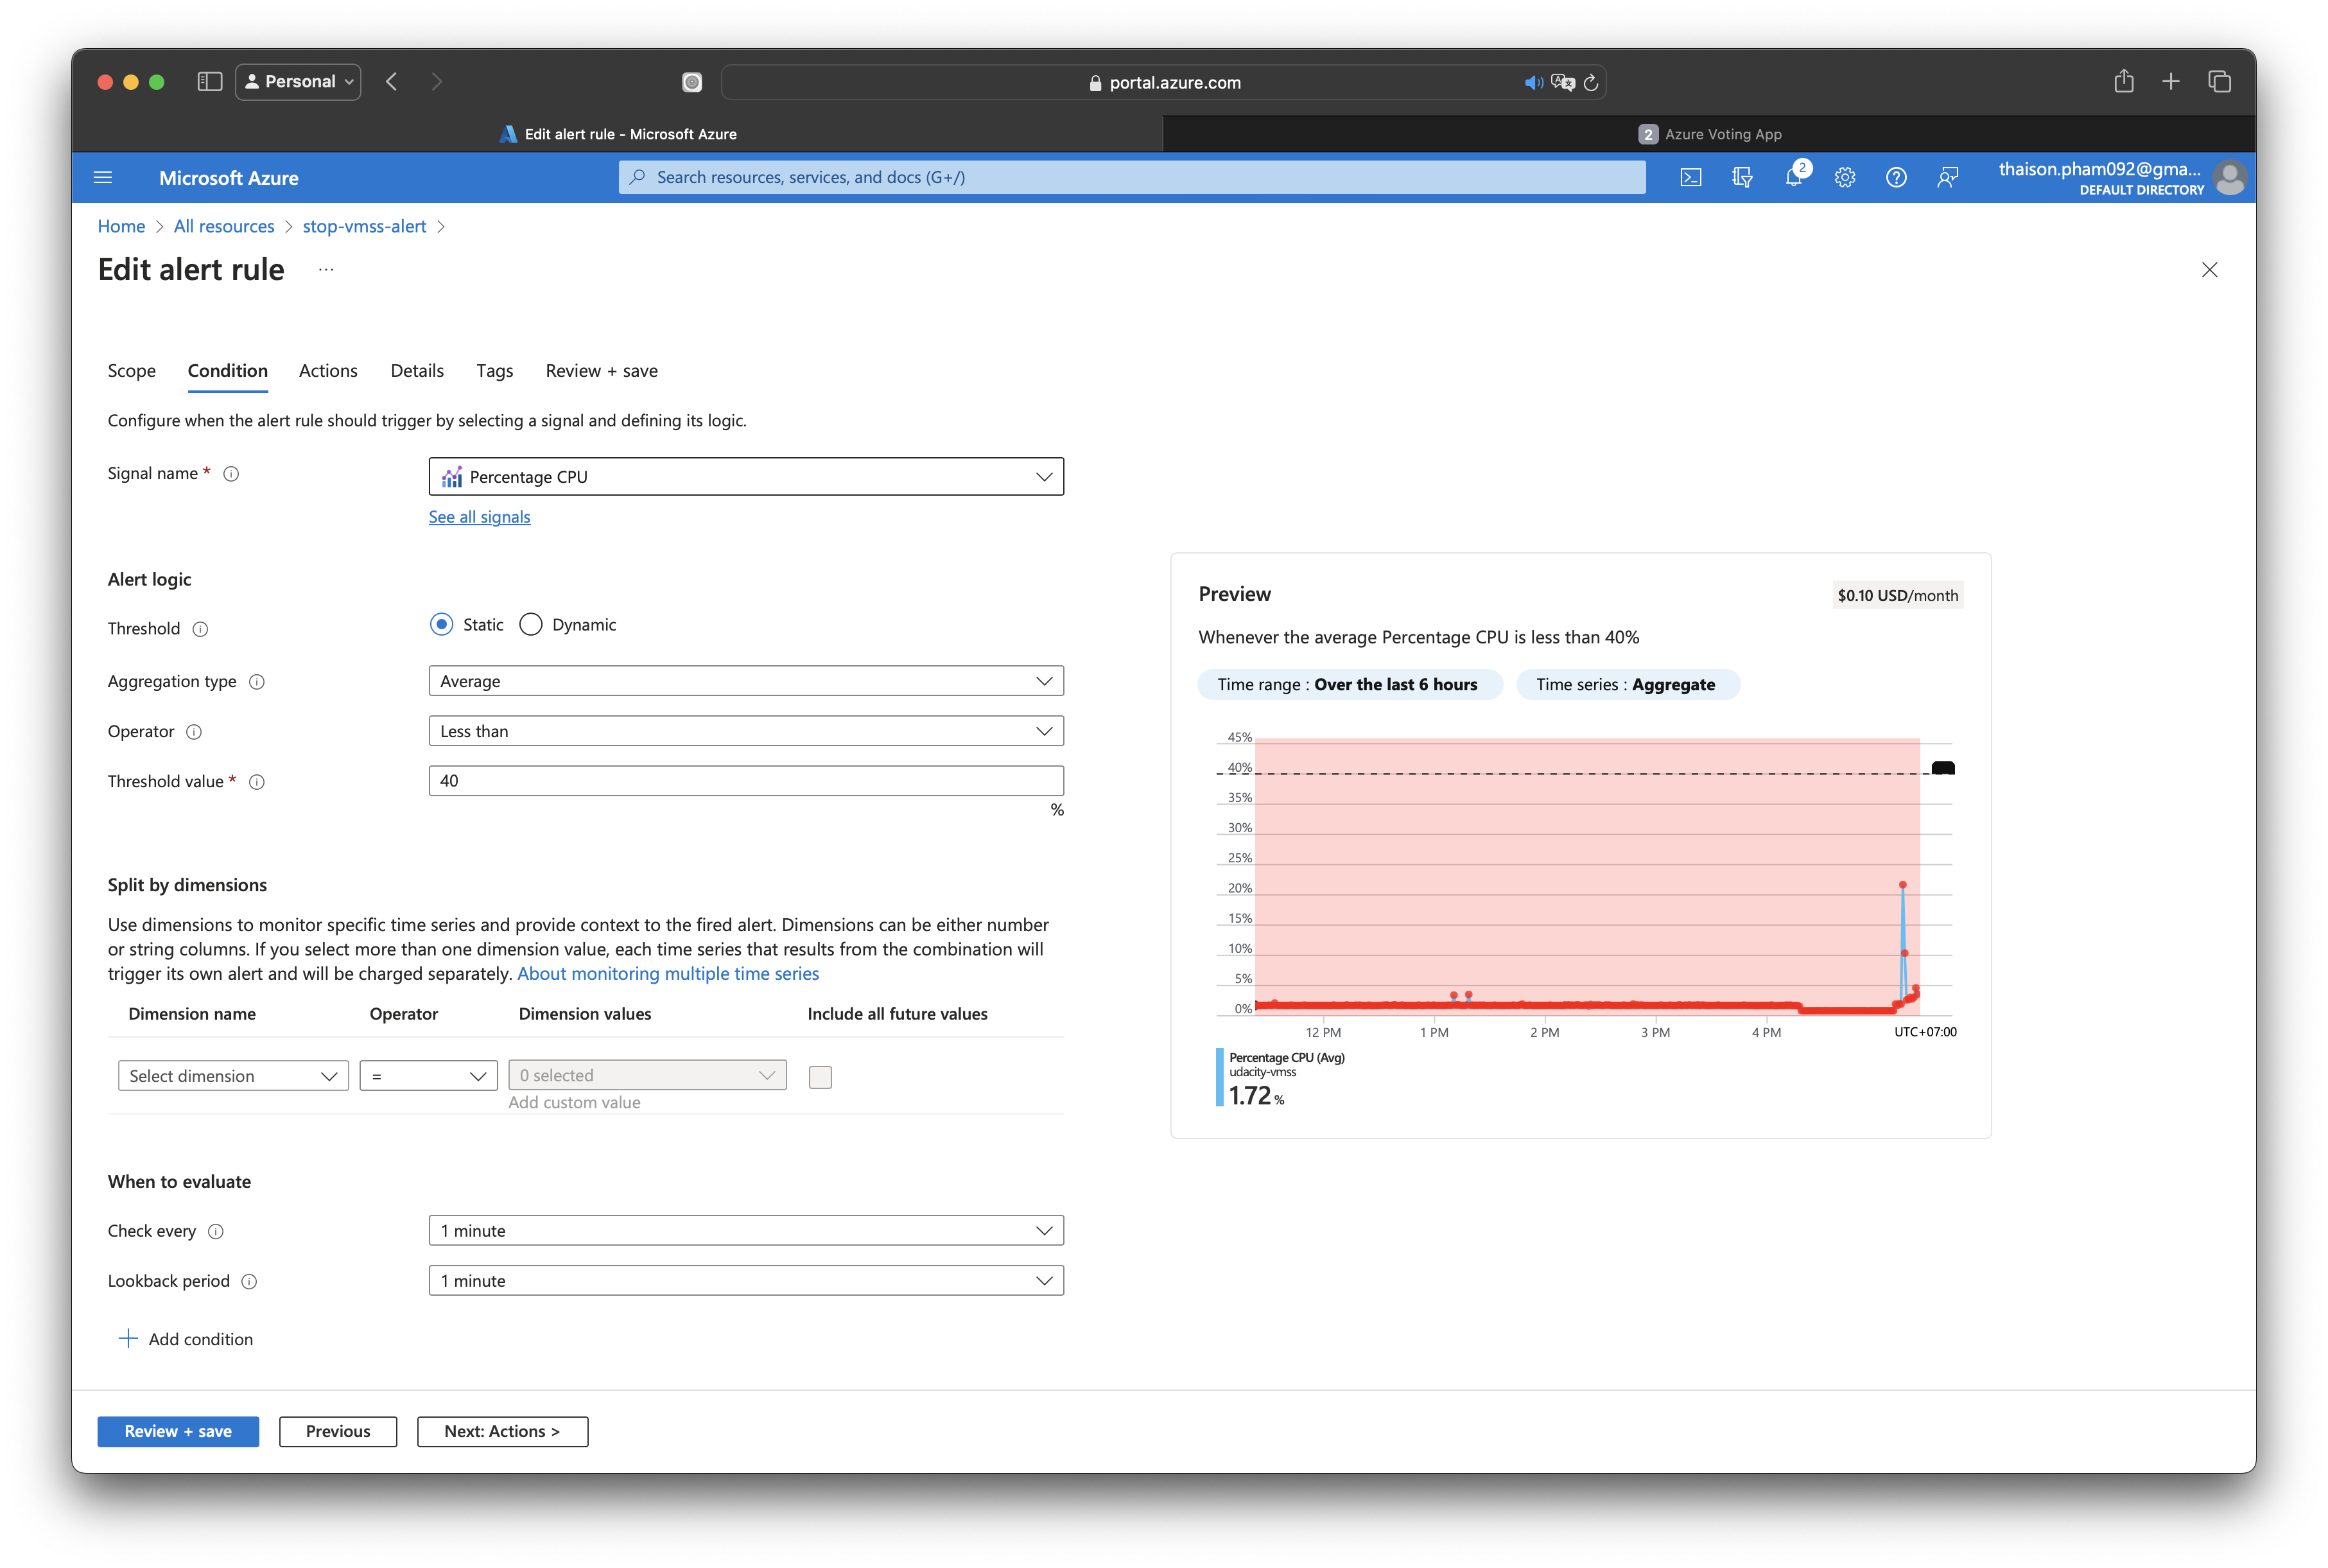 Personal
portal.azure.com
Edit alert rule - Microsoft Azure
2 Azure Voting App
Microsoft Azure
Search resources, services, and docs (G+/)
2
thaison.pham092@gma...
DEFAULT DIRECTORY
Home > All resources > stop-vmss-alert >
Edit alert rule ...
Scope Condition Actions Details Tags Review + save
Configure when the alert rule should trigger by selecting a signal and defining its logic.
Signal name *
Percentage CPU
See all signals
Alert logic
Threshold
Static Dynamic
Aggregation type
Average
Operator
Less than
Threshold value *
40
%
Split by dimensions
Use dimensions to monitor specific time series and provide context to the fired alert. Dimensions can be either number
or string columns. If you select more than one dimension value, each time series that results from the combination will
trigger its own alert and will be charged separately. About monitoring multiple time series
Dimension name Operator Dimension values Include all future values
Select dimension = 0 selected
Add custom value
When to evaluate
Check every
1 minute
Lookback period
1 minute
Add condition
Review + save Previous Next: Actions >
Preview
$0.10 USD/month
Whenever the average Percentage CPU is less than 40%
Time range : Over the last 6 hours Time series : Aggregate
45%
40%
35%
30%
25%
20%
15%
10%
5%
0%
12 PM 1 PM 2 PM 3 PM 4 PM UTC+07:00
Percentage CPU (Avg)
udacity-vmss
1.72 %